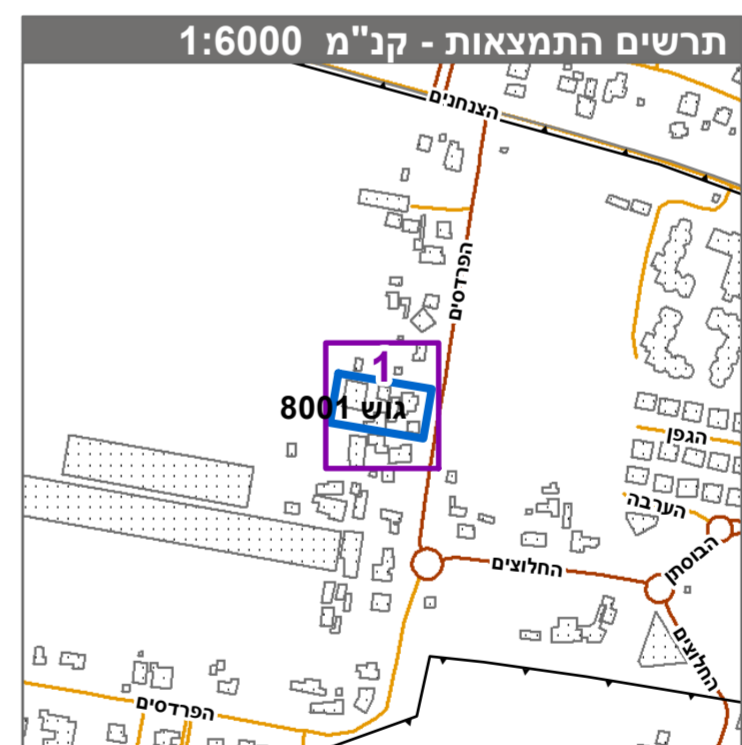 תרשים התמצאות - קנ"מ 1:6000
הצנחנים
הפרדסים
1
גוש 8001
הגפן
הערבה
הבוסתן
החלוצים
החלוצים
הפרדסים